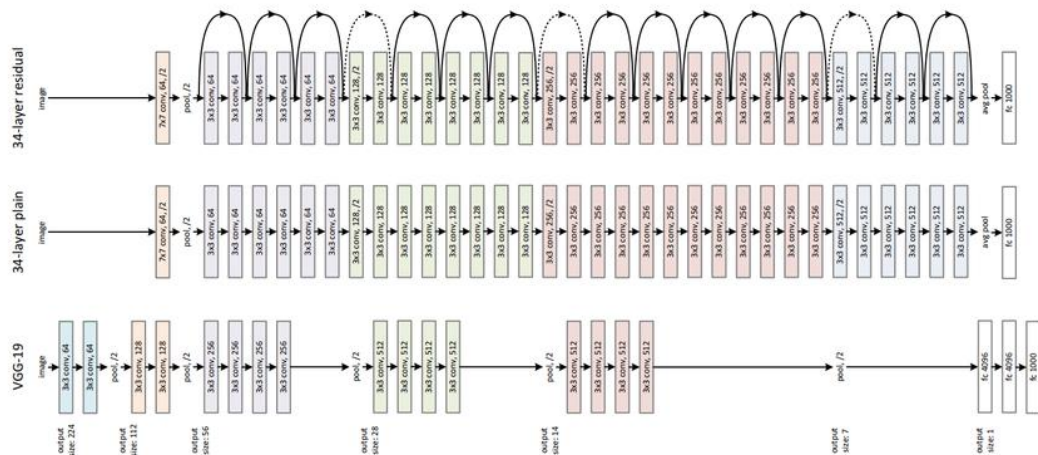 34-layer residual
image
7x7 conv, 64, /2
pool, /2
3x3 conv, 64
3x3 conv, 64
3x3 conv, 64
3x3 conv, 64
3x3 conv, 64
3x3 conv, 64
3x3 conv, 128, /2
3x3 conv, 128
3x3 conv, 128
3x3 conv, 128
3x3 conv, 128
3x3 conv, 128
3x3 conv, 128
3x3 conv, 128
3x3 conv, 256, /2
3x3 conv, 256
3x3 conv, 256
3x3 conv, 256
3x3 conv, 256
3x3 conv, 256
3x3 conv, 256
3x3 conv, 256
3x3 conv, 256
3x3 conv, 256
3x3 conv, 256
3x3 conv, 256
3x3 conv, 512, /2
3x3 conv, 512
3x3 conv, 512
3x3 conv, 512
3x3 conv, 512
3x3 conv, 512
avg pool
fc 1000
34-layer plain
image
7x7 conv, 64, /2
pool, /2
3x3 conv, 64
3x3 conv, 64
3x3 conv, 64
3x3 conv, 64
3x3 conv, 64
3x3 conv, 64
3x3 conv, 128, /2
3x3 conv, 128
3x3 conv, 128
3x3 conv, 128
3x3 conv, 128
3x3 conv, 128
3x3 conv, 128
3x3 conv, 128
3x3 conv, 256, /2
3x3 conv, 256
3x3 conv, 256
3x3 conv, 256
3x3 conv, 256
3x3 conv, 256
3x3 conv, 256
3x3 conv, 256
3x3 conv, 256
3x3 conv, 256
3x3 conv, 256
3x3 conv, 256
3x3 conv, 512, /2
3x3 conv, 512
3x3 conv, 512
3x3 conv, 512
3x3 conv, 512
3x3 conv, 512
avg pool
fc 1000
VGG-19
image
3x3 conv, 64
3x3 conv, 64
pool, /2
3x3 conv, 128
3x3 conv, 128
pool, /2
3x3 conv, 256
3x3 conv, 256
3x3 conv, 256
3x3 conv, 256
pool, /2
3x3 conv, 512
3x3 conv, 512
3x3 conv, 512
3x3 conv, 512
pool, /2
3x3 conv, 512
3x3 conv, 512
3x3 conv, 512
3x3 conv, 512
pool, /2
fc 4096
fc 4096
fc 1000
output
size: 224
output
size: 112
output
size: 56
output
size: 28
output
size: 14
output
size: 7
output
size: 1